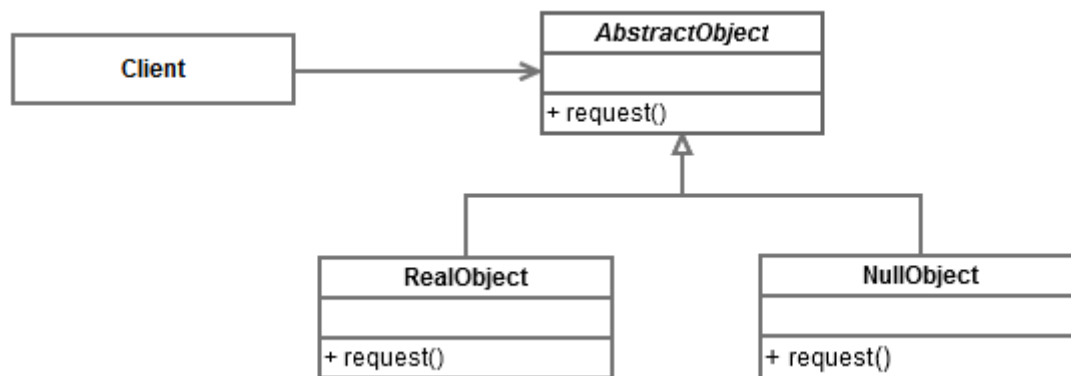 AbstractObject
Client
+ request()
RealObject
NullObject
+ request()
+ request()